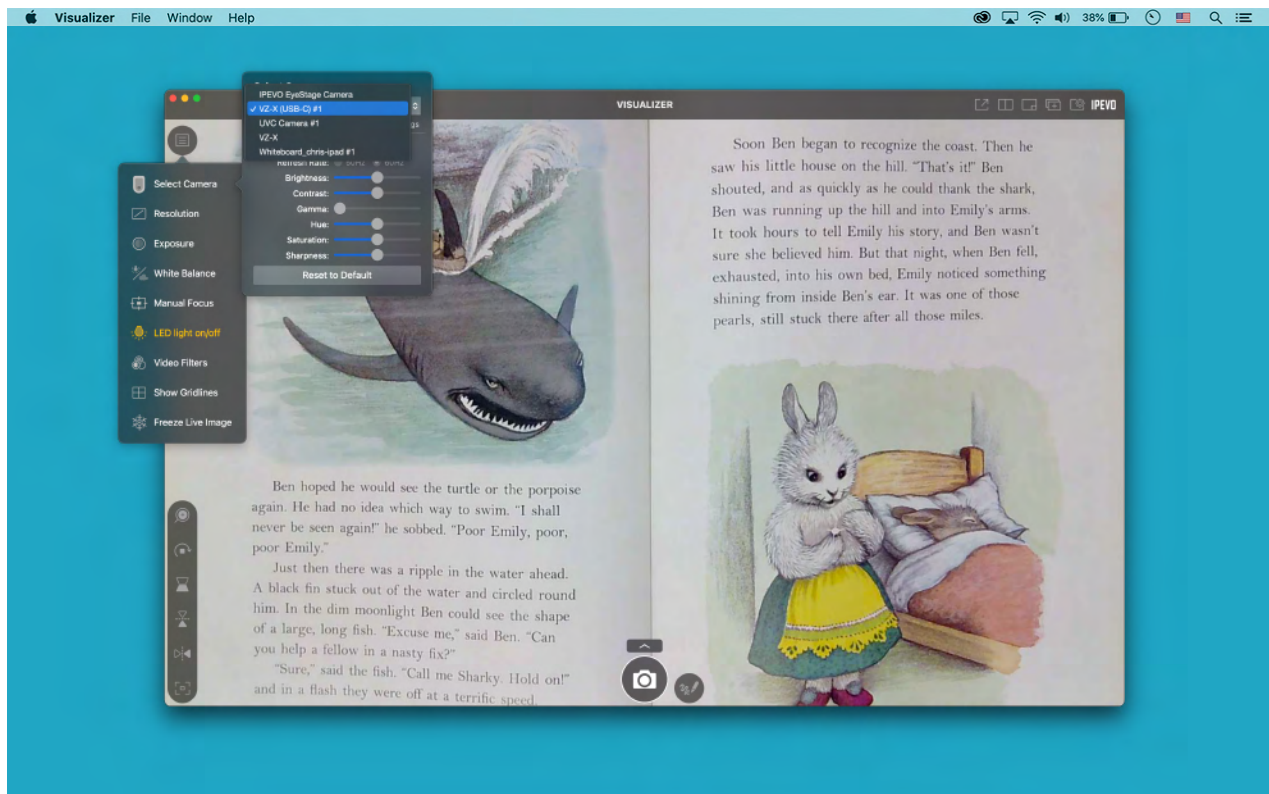 Visualizer File Window Help 38%
IPEVO EyeStage Camera
✓ VZ-X (USB-C) #1
UVC Camera #1
VZ-X
Whiteboard_chris-ipad #1
Refresh Rate: 50Hz 60Hz
Brightness:
Contrast:
Gamma:
Hue:
Saturation:
Sharpness:
Reset to Default
VISUALIZER
IPEVO
Select Camera
Resolution
Exposure
White Balance
Manual Focus
LED light on/off
Video Filters
Show Gridlines
Freeze Live Image
Ben hoped he would see the turtle or the porpoise
again. He had no idea which way to swim. "I shall
never be seen again!" he sobbed. "Poor Emily, poor,
poor Emily."
Just then there was a ripple in the water ahead.
A black fin stuck out of the water and circled round
him. In the dim moonlight Ben could see the shape
of a large, long fish. "Excuse me," said Ben. "Can
you help a fellow in a nasty fix?"
"Sure," said the fish. "Call me Sharky. Hold on!"
and in a flash they were off at a terrific speed.
Soon Ben began to recognize the coast. Then he
saw his little house on the hill. "That's it!" Ben
shouted, and as quickly as he could thank the shark,
Ben was running up the hill and into Emily's arms.
It took hours to tell Emily his story, and Ben wasn't
sure she believed him. But that night, when Ben fell,
exhausted, into his own bed, Emily noticed something
shining from inside Ben's ear. It was one of those
pearls, still stuck there after all those miles.